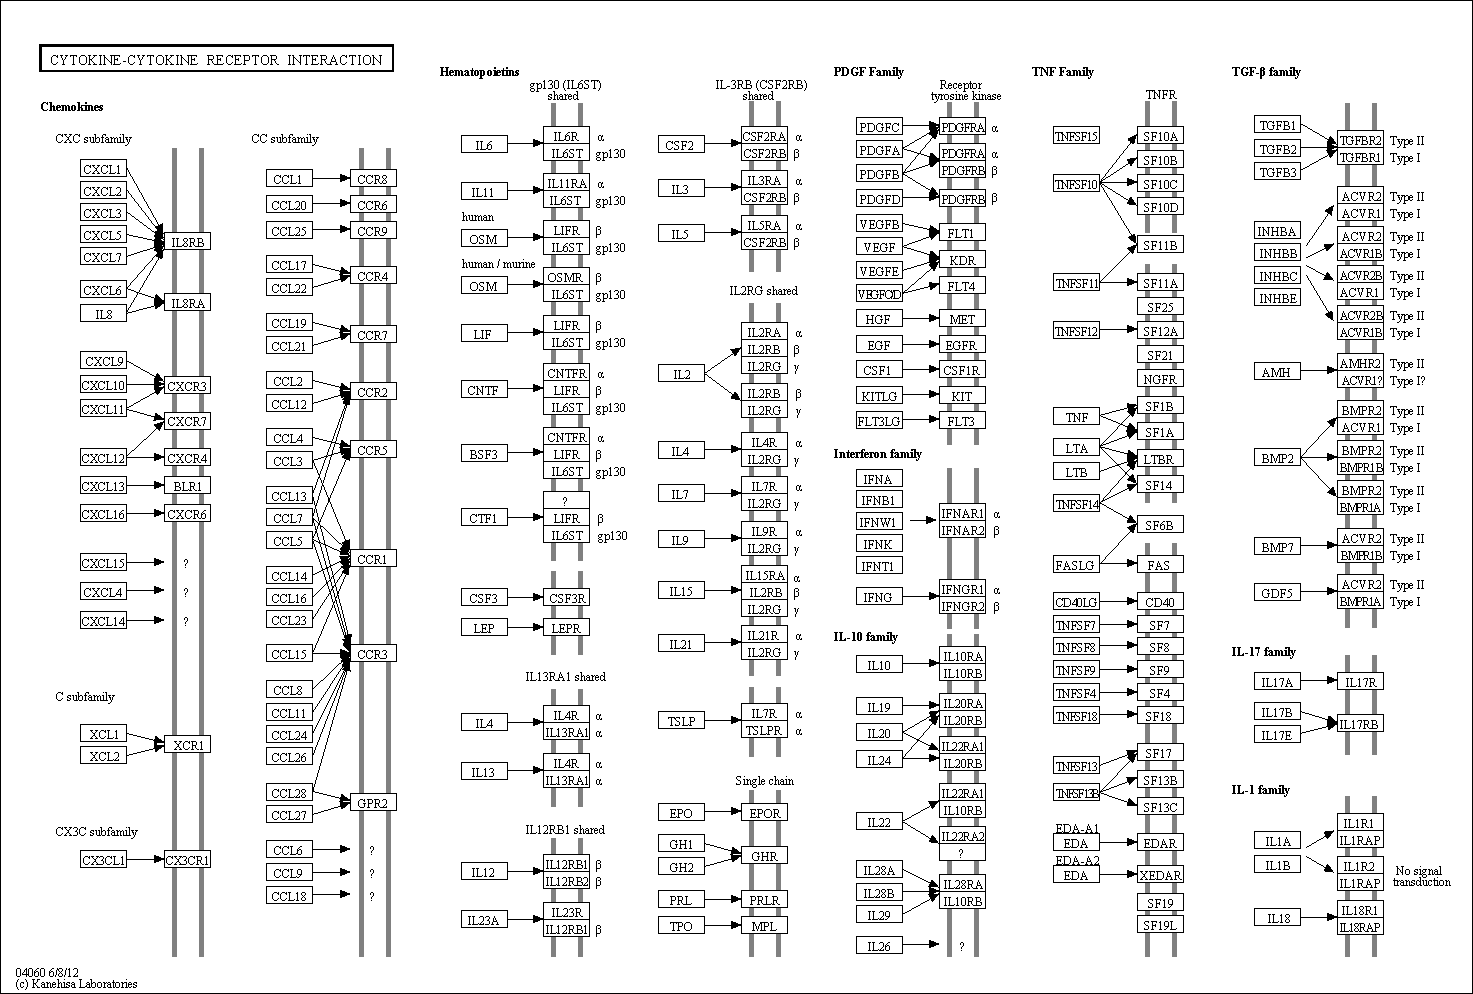 CYTOKINE-CYTOKINE RECEPTOR INTERACTION
Chemokines
CXC subfamily
CXCL1
CXCL2
CXCL3
CXCL5
CXCL7
IL8RB
CXCL6
IL8
IL8RA
CXCL9
CXCL10
CXCL11
CXCR3
CXCR7
CXCL12
CXCR4
CXCL13
BLR1
CXCL16
CXCR6
CXCL15
?
CXCL4
?
CXCL14
?
C subfamily
XCL1
XCL2
XCR1
CX3C subfamily
CX3CL1
CX3CR1
CC subfamily
CCL1
CCR8
CCL20
CCR6
CCL25
CCR9
CCL17
CCL22
CCR4
CCL19
CCL21
CCR7
CCL2
CCL12
CCR2
CCL4
CCL3
CCR5
CCL13
CCL7
CCL5
CCR1
CCL14
CCL16
CCL23
CCL15
CCR3
CCL8
CCL11
CCL24
CCL26
CCL28
CCL27
GPR2
CCL6
?
CCL9
?
CCL18
?
Hematopoietins
gp130 (IL6ST)
shared
IL6
IL6R α
IL6ST gp130
IL11
IL11RA α
IL6ST
human
OSM
LIFR β
IL6ST gp130
human / murine
OSM
OSMR β
IL6ST gp130
LIF
LIFR β
IL6ST gp130
CNTF
CNTFR α
LIFR β
IL6ST gp130
BSF3
CNTFR α
LIFR β
IL6ST gp130
CTF1
?
LIFR β
IL6ST gp130
CSF3
CSF3R
LEP
LEPR
IL13RA1 shared
IL4
IL4R α
IL13RA1 α
IL13
IL4R α
IL13RA1 α
IL12RB1 shared
IL12
IL12RB1 β
IL12RB2 β
IL23A
IL23R
IL12RB1 β
IL-3RB (CSF2RB)
shared
CSF2
CSF2RA α
CSF2RB β
IL3
IL3RA α
CSF2RB β
IL5
IL5RA α
CSF2RB β
IL2RG shared
IL2
IL2RA α
IL2RB β
IL2RG γ
IL2RB β
IL2RG γ
IL4
IL4R α
IL2RG γ
IL7
IL7R α
IL2RG γ
IL9
IL9R α
IL2RG γ
IL15
IL15RA α
IL2RB β
IL2RG γ
IL21
IL21R α
IL2RG γ
TSLP
IL7R α
TSLPR α
Single chain
EPO
EPOR
GH1
GH2
GHR
PRL
PRLR
TPO
MPL
PDGF Family
Receptor
tyrosine kinase
PDGFC
PDGFRA α
PDGFA
PDGFRA α
PDGFB
PDGFRB β
PDGFD
PDGFRB β
VEGFB
FLT1
VEGF
KDR
VEGFE
VEGFC/D
FLT4
HGF
MET
EGF
EGFR
CSF1
CSF1R
KITLG
KIT
FLT3LG
FLT3
Interferon family
IFNA
IFNB1
IFNW1
IFNK
IFNT1
IFNAR1 α
IFNAR2 β
IFNG
IFNGR1 α
IFNGR2 β
IL-10 family
IL10
IL10RA
IL10RB
IL19
IL20RA
IL20RB
IL20
IL24
IL22RA1
IL20RB
IL22
IL22RA1
IL10RB
IL22RA2
?
IL28A
IL28B
IL29
IL28RA
IL10RB
IL26
?
TNF Family
TNFR
TNFSF15
SF10A
SF10B
TNFSF10
SF10C
SF10D
SF11B
TNFSF11
SF11A
SF25
TNFSF12
SF12A
SF21
NGFR
TNF
SF1B
SF1A
LTA
LTBR
LTB
SF14
TNFSF14
SF6B
FASLG
FAS
CD40LG
CD40
TNFSF7
SF7
TNFSF8
SF8
TNFSF9
SF9
TNFSF4
SF4
TNFSF18
SF18
TNFSF13
SF17
SF13B
TNFSF13B
SF13C
EDA-A1
EDA
EDAR
EDA-A2
EDA
XEDAR
SF19
SF19L
TGF-β family
TGFB1
TGFB2
TGFB3
TGFBR2 Type II
TGFBR1 Type I
INHBA
INHBB
INHBC
INHBE
ACVR2 Type II
ACVR1 Type I
ACVR2 Type II
ACVR1B Type I
ACVR2B Type II
ACVR1 Type I
ACVR2B Type II
ACVR1B Type I
AMH
AMHR2 Type II
ACVR1? Type I?
BMP2
BMPR2 Type II
ACVR1 Type I
BMPR2 Type II
BMPR1B Type I
BMPR2 Type II
BMPR1A Type I
BMP7
ACVR2 Type II
BMPR1B Type I
GDF5
ACVR2 Type II
BMPR1A Type I
IL-17 family
IL17A
IL17R
IL17B
IL17E
IL17RB
IL-1 family
IL1A
IL1B
IL1R1
IL1RAP
IL1R2
IL1RAP
No signal
transduction
IL18
IL18R1
IL18RAP
04060 6/8/12
(c) Kanehisa Laboratories